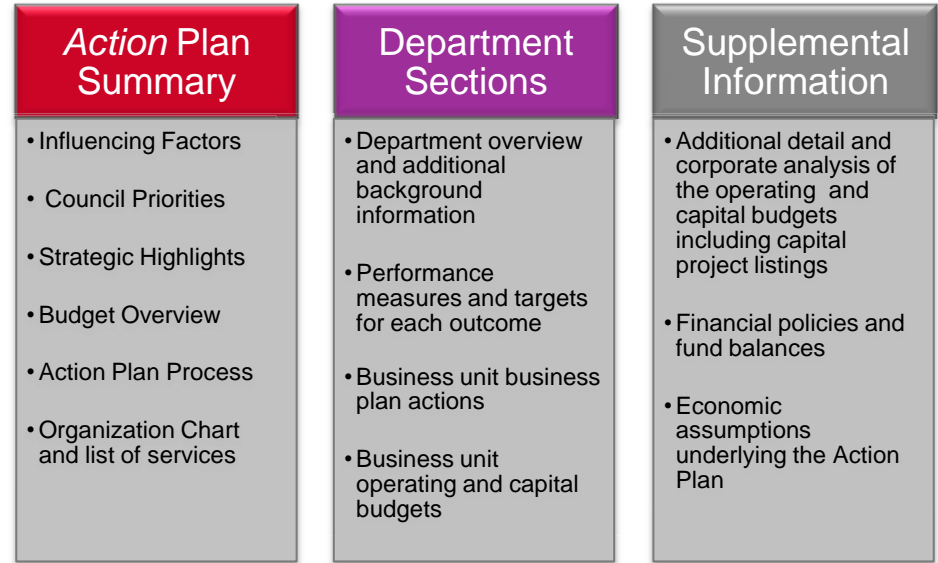 Action Plan
Summary
• Influencing Factors
• Council Priorities
• Strategic Highlights
• Budget Overview
• Action Plan Process
• Organization Chart
and list of services
Department
Sections
• Department overview
and additional
background
information
• Performance
measures and targets
for each outcome
• Business unit business
plan actions
• Business unit
operating and capital
budgets
Supplemental
Information
• Additional detail and
corporate analysis of
the operating and
capital budgets
including capital
project listings
• Financial policies and
fund balances
• Economic
assumptions
underlying the Action
Plan